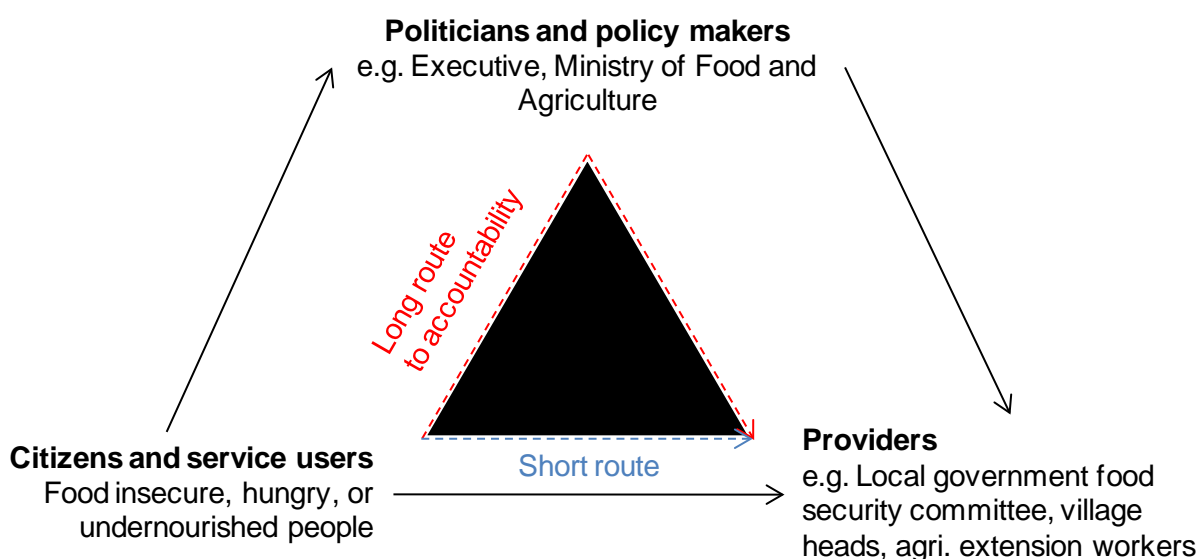 Politicians and policy makers
e.g. Executive, Ministry of Food and
Agriculture
Long route
to accountability
Citizens and service users
Food insecure, hungry, or
undernourished people
Short route
Providers
e.g. Local government food
security committee, village
heads, agri. extension workers